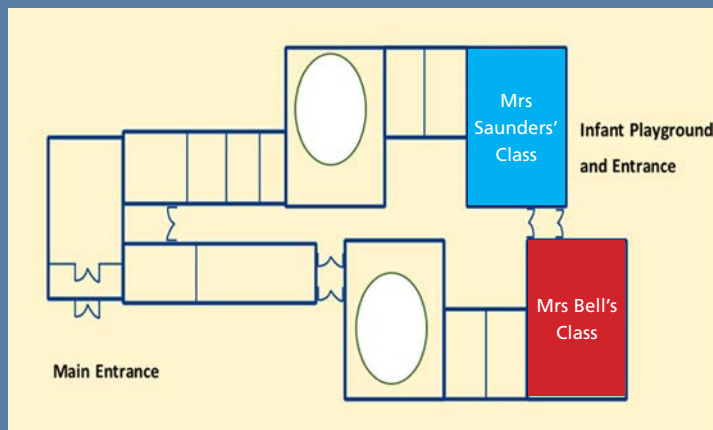 Mrs
Saunders’
Class
Infant Playground
and Entrance
Mrs Bell’s
Class
Main Entrance